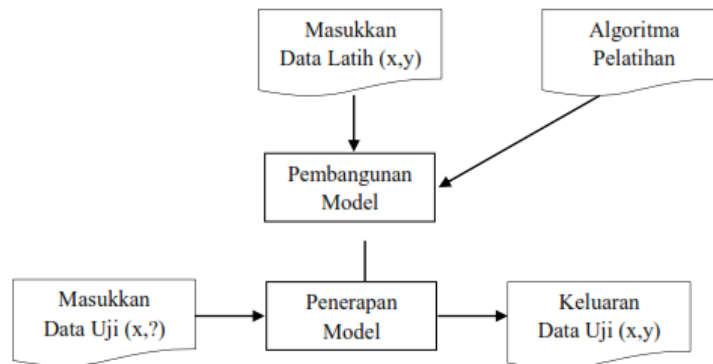 Masukkan
Data Latih (x,y)
Algoritma
Pelatihan
Pembangunan
Model
Masukkan
Data Uji (x,?)
Penerapan
Model
Keluaran
Data Uji (x,y)